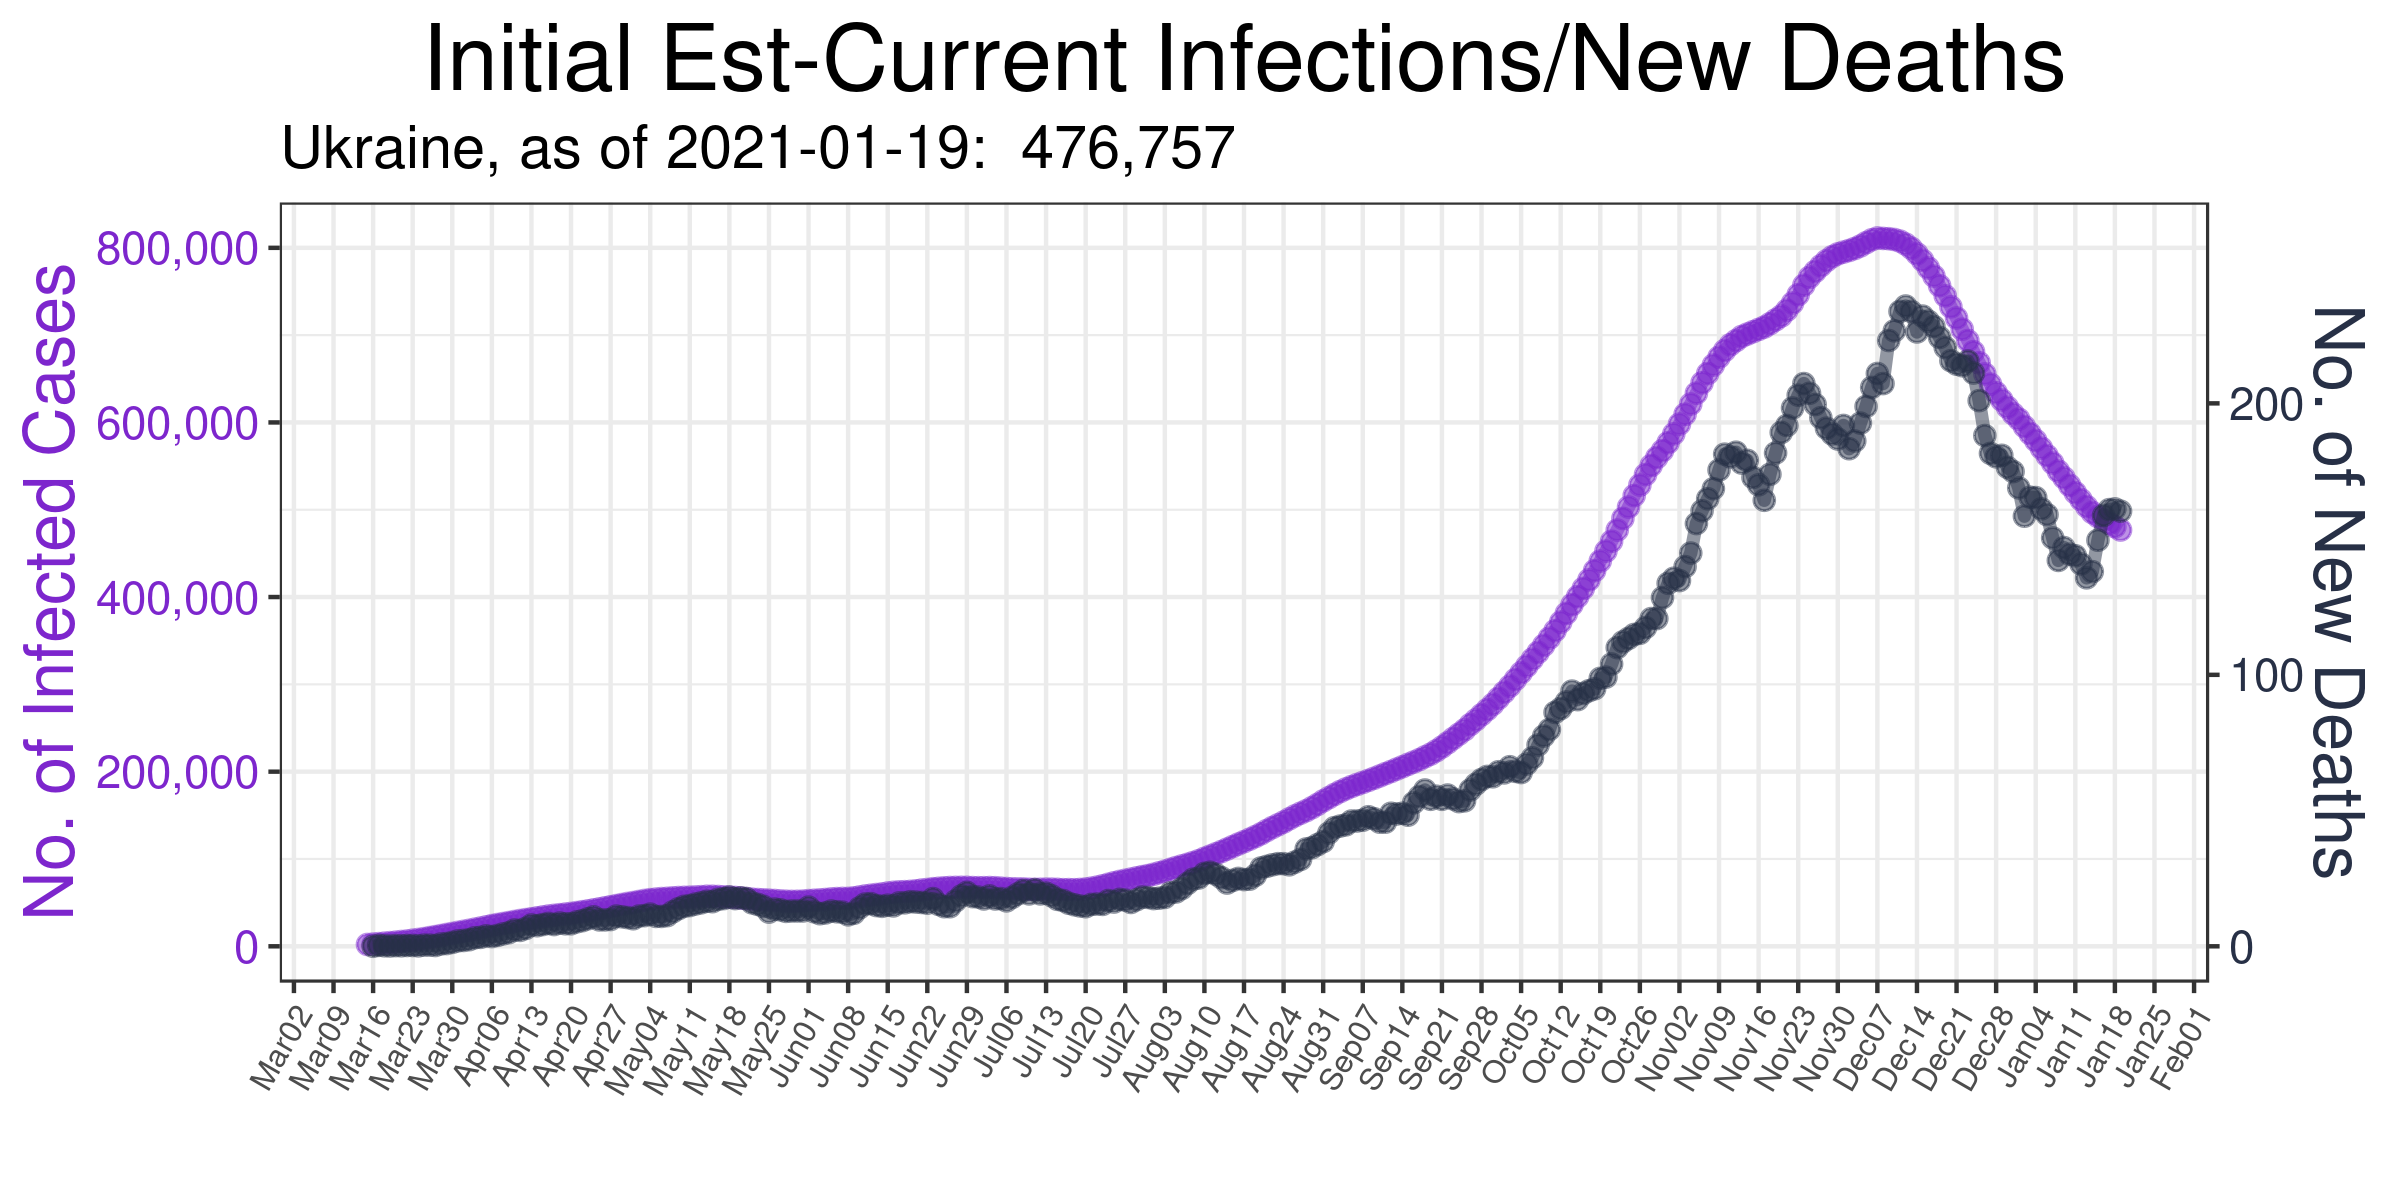 Initial Est-Current Infections/New Deaths
Ukraine, as of 2021-01-19:  476,757
No. of Infected Cases
800,000
600,000
400,000
200,000
0
No. of New Deaths
200
100
0
Mar02
Mar09
Mar16
Mar23
Mar30
Apr06
Apr13
Apr20
Apr27
May04
May11
May18
May25
Jun01
Jun08
Jun15
Jun22
Jun29
Jul06
Jul13
Jul20
Jul27
Aug03
Aug10
Aug17
Aug24
Aug31
Sep07
Sep14
Sep21
Sep28
Oct05
Oct12
Oct19
Oct26
Nov02
Nov09
Nov16
Nov23
Nov30
Dec07
Dec14
Dec21
Dec28
Jan04
Jan11
Jan18
Jan25
Feb01